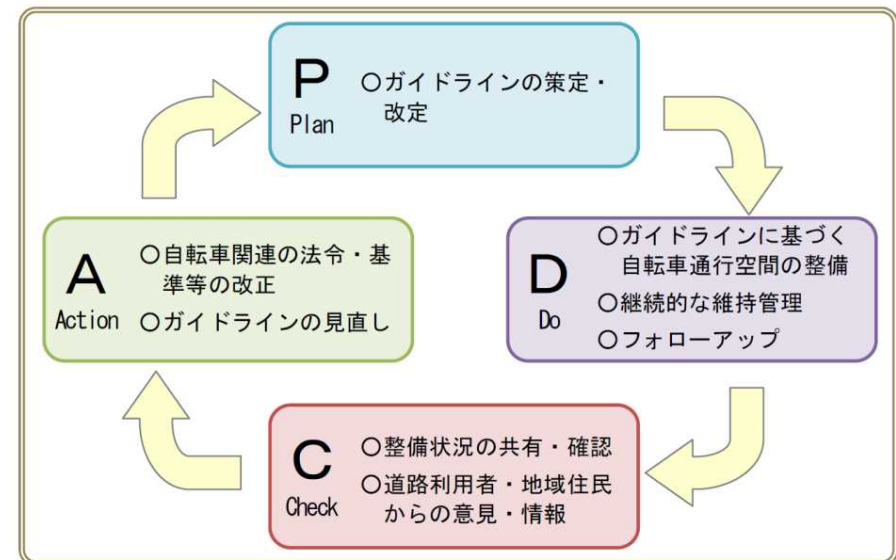 P
Plan
○ガイドラインの策定・
改定
A
Action
○自転車関連の法令・基
準等の改正
○ガイドラインの見直し
D
Do
○ガイドラインに基づく
自転車通行空間の整備
○継続的な維持管理
○フォローアップ
C
Check
○整備状況の共有・確認
○道路利用者・地域住民
からの意見・情報